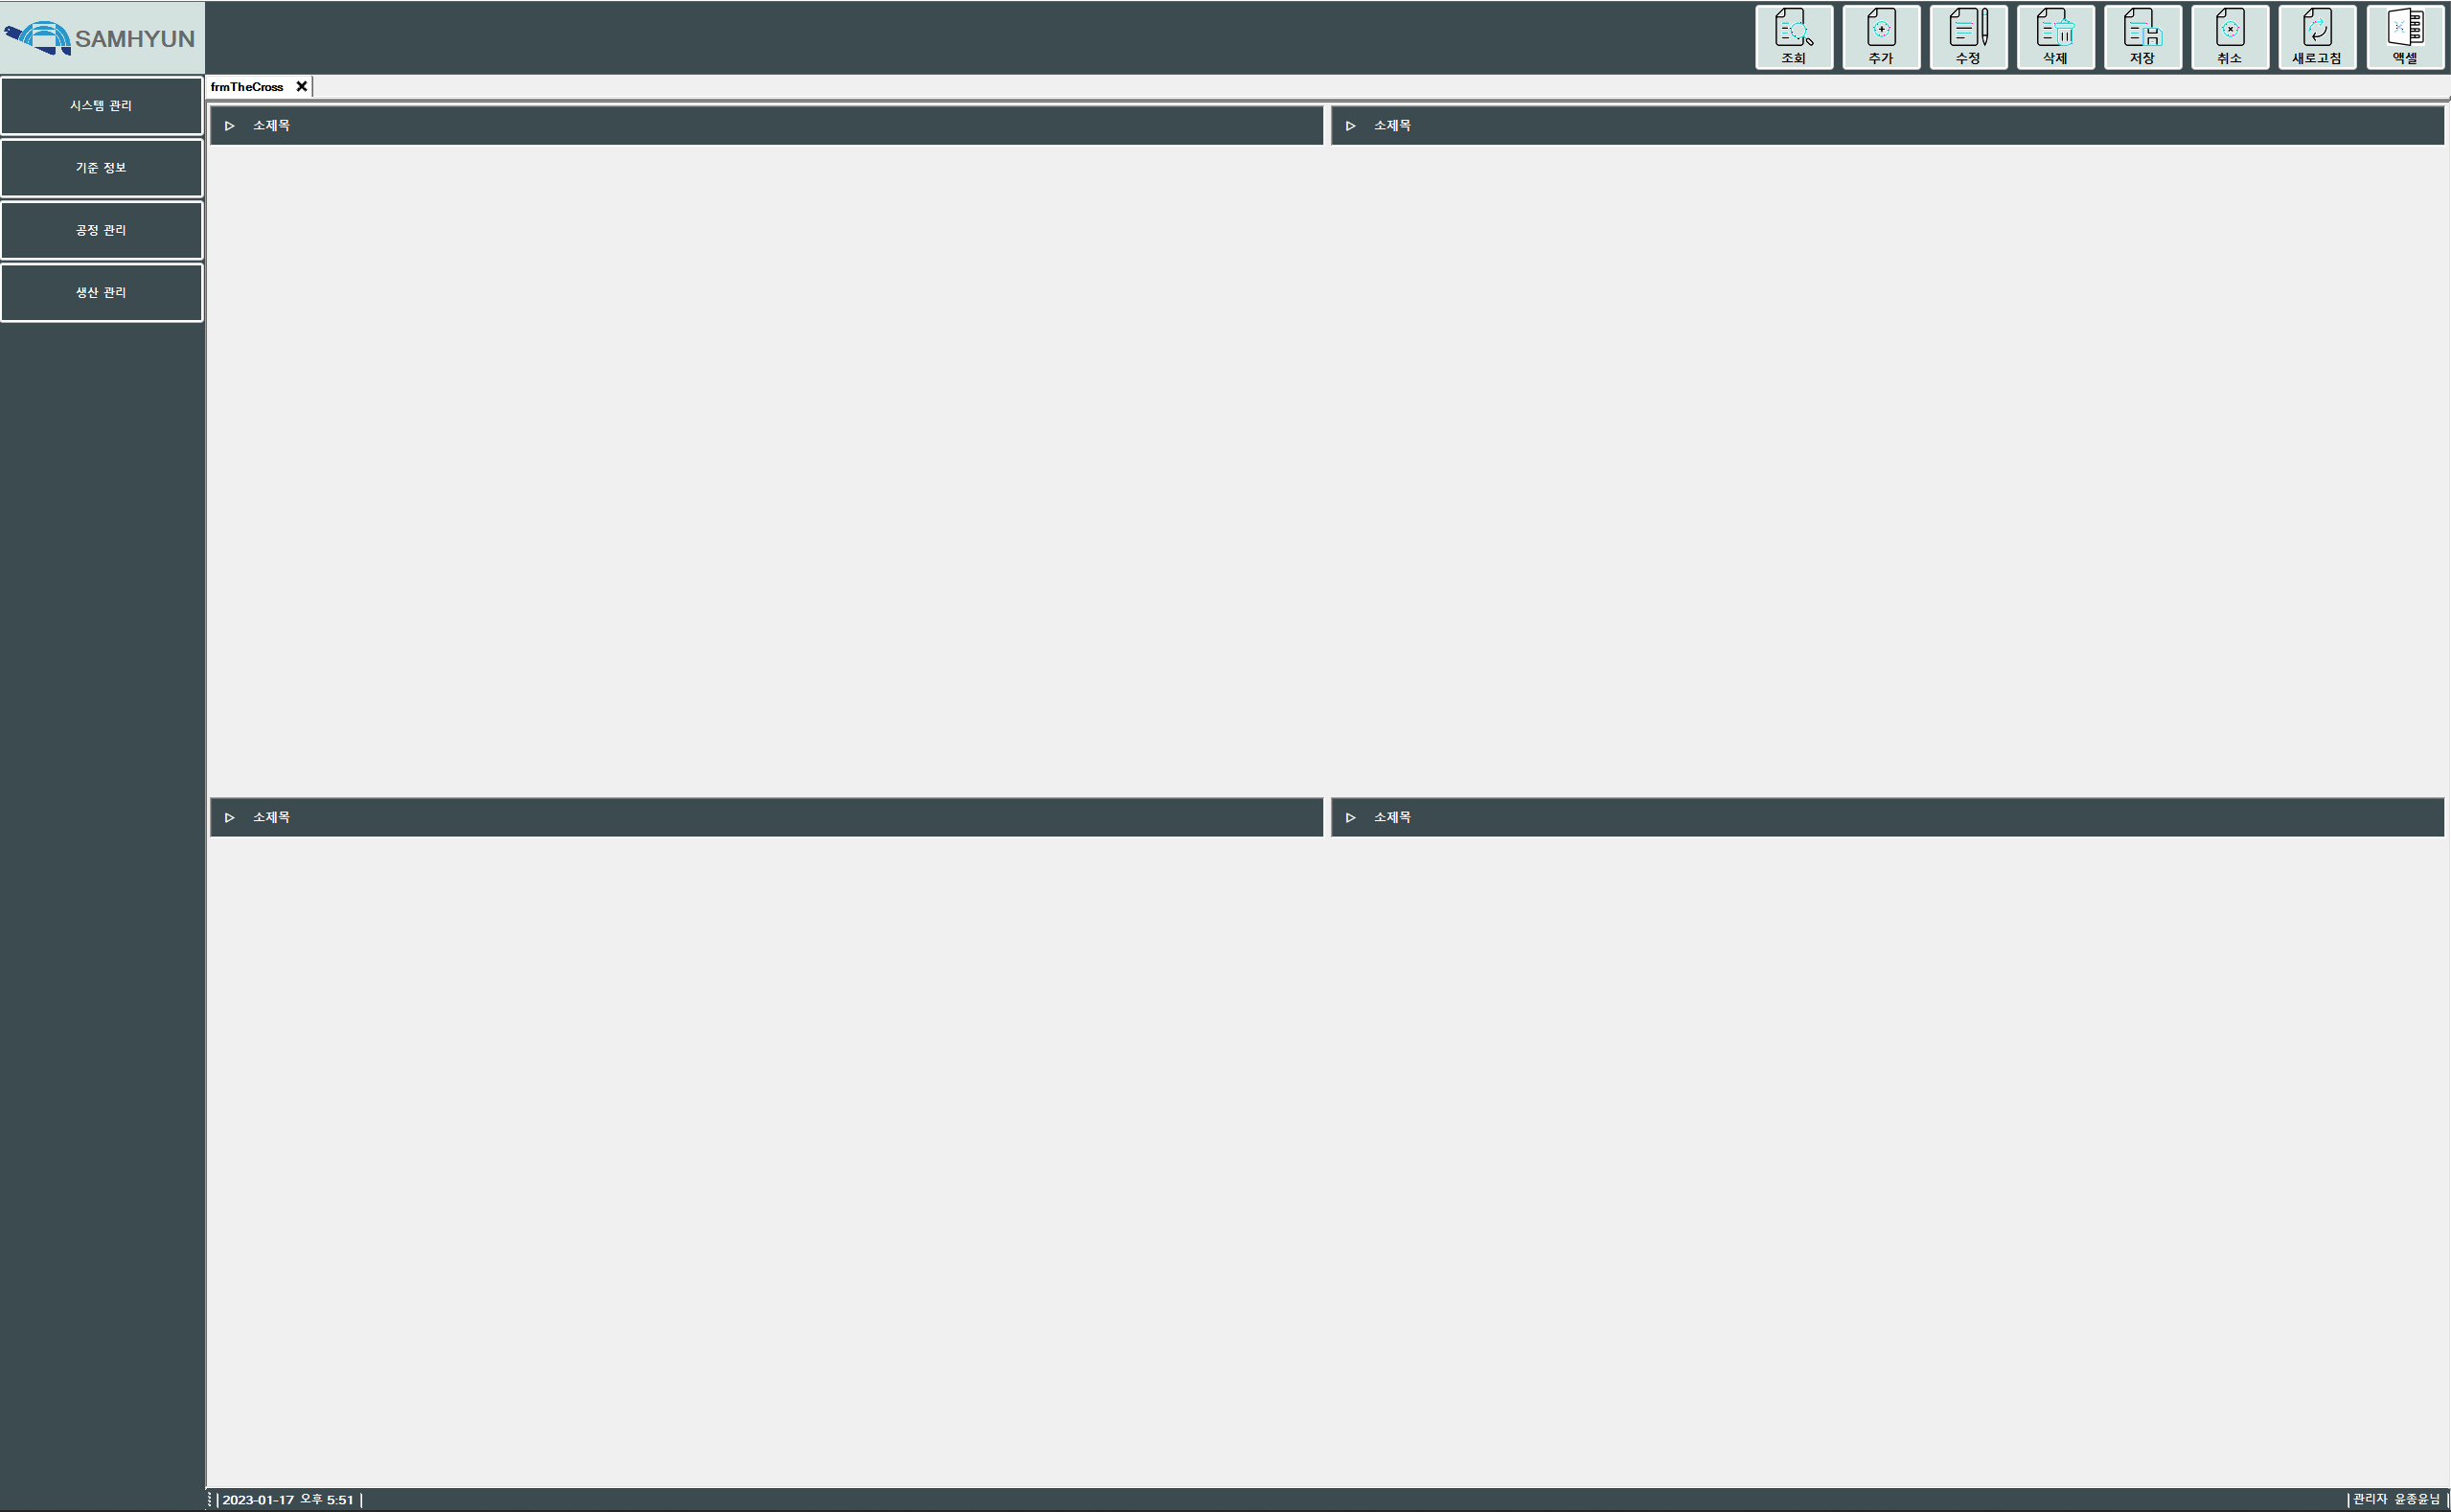 SAMHYUN
조회
추가
수정
삭제
저장
취소
새로고침
액셀
시스템 관리
기준 정보
공정 관리
생산 관리
frmTheCross
소제목
소제목
소제목
소제목
2023-01-17 오후 5:51
관리자 윤종윤님